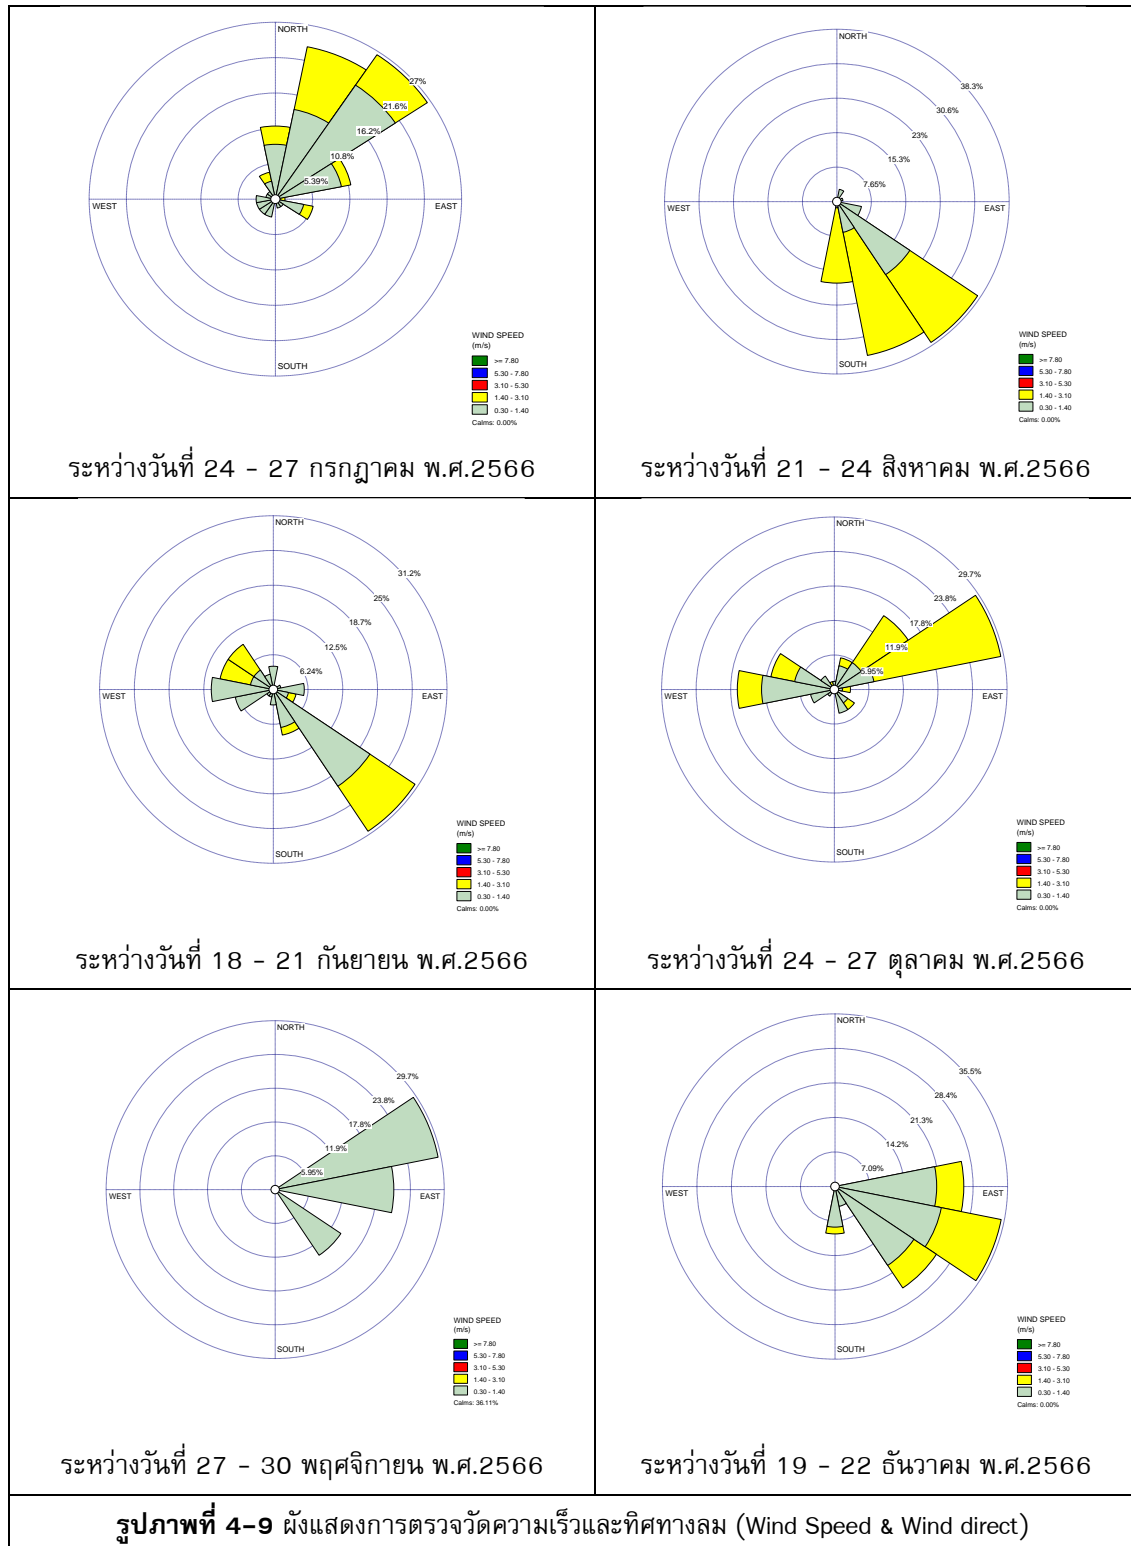 NORTH
27%
21.6%
16.2%
10.8%
5.39%
WEST
EAST
SOUTH
WIND SPEED
(m/s)
>= 7.80
5.30 - 7.80
3.10 - 5.30
1.40 - 3.10
0.30 - 1.40
Calms: 0.00%
ระหว่างวันที่ 24 - 27 กรกฎาคม พ.ศ.2566
NORTH
38.3%
30.6%
23%
15.3%
7.65%
WEST
EAST
SOUTH
WIND SPEED
(m/s)
>= 7.80
5.30 - 7.80
3.10 - 5.30
1.40 - 3.10
0.30 - 1.40
Calms: 0.00%
ระหว่างวันที่ 21 - 24 สิงหาคม พ.ศ.2566
NORTH
31.2%
25%
18.7%
12.5%
6.24%
WEST
EAST
SOUTH
WIND SPEED
(m/s)
>= 7.80
5.30 - 7.80
3.10 - 5.30
1.40 - 3.10
0.30 - 1.40
Calms: 0.00%
ระหว่างวันที่ 18 - 21 กันยายน พ.ศ.2566
NORTH
29.7%
23.8%
17.8%
11.9%
5.95%
WEST
EAST
SOUTH
WIND SPEED
(m/s)
>= 7.80
5.30 - 7.80
3.10 - 5.30
1.40 - 3.10
0.30 - 1.40
Calms: 0.00%
ระหว่างวันที่ 24 - 27 ตุลาคม พ.ศ.2566
NORTH
29.7%
23.8%
17.8%
11.9%
5.95%
WEST
EAST
SOUTH
WIND SPEED
(m/s)
>= 7.80
5.30 - 7.80
3.10 - 5.30
1.40 - 3.10
0.30 - 1.40
Calms: 36.11%
ระหว่างวันที่ 27 - 30 พฤศจิกายน พ.ศ.2566
NORTH
35.5%
28.4%
21.3%
14.2%
7.09%
WEST
EAST
SOUTH
WIND SPEED
(m/s)
>= 7.80
5.30 - 7.80
3.10 - 5.30
1.40 - 3.10
0.30 - 1.40
Calms: 0.00%
ระหว่างวันที่ 19 - 22 ธันวาคม พ.ศ.2566
รูปภาพที่ 4-9 ผังแสดงการตรวจวัดความเร็วและทิศทางลม (Wind Speed & Wind direct)